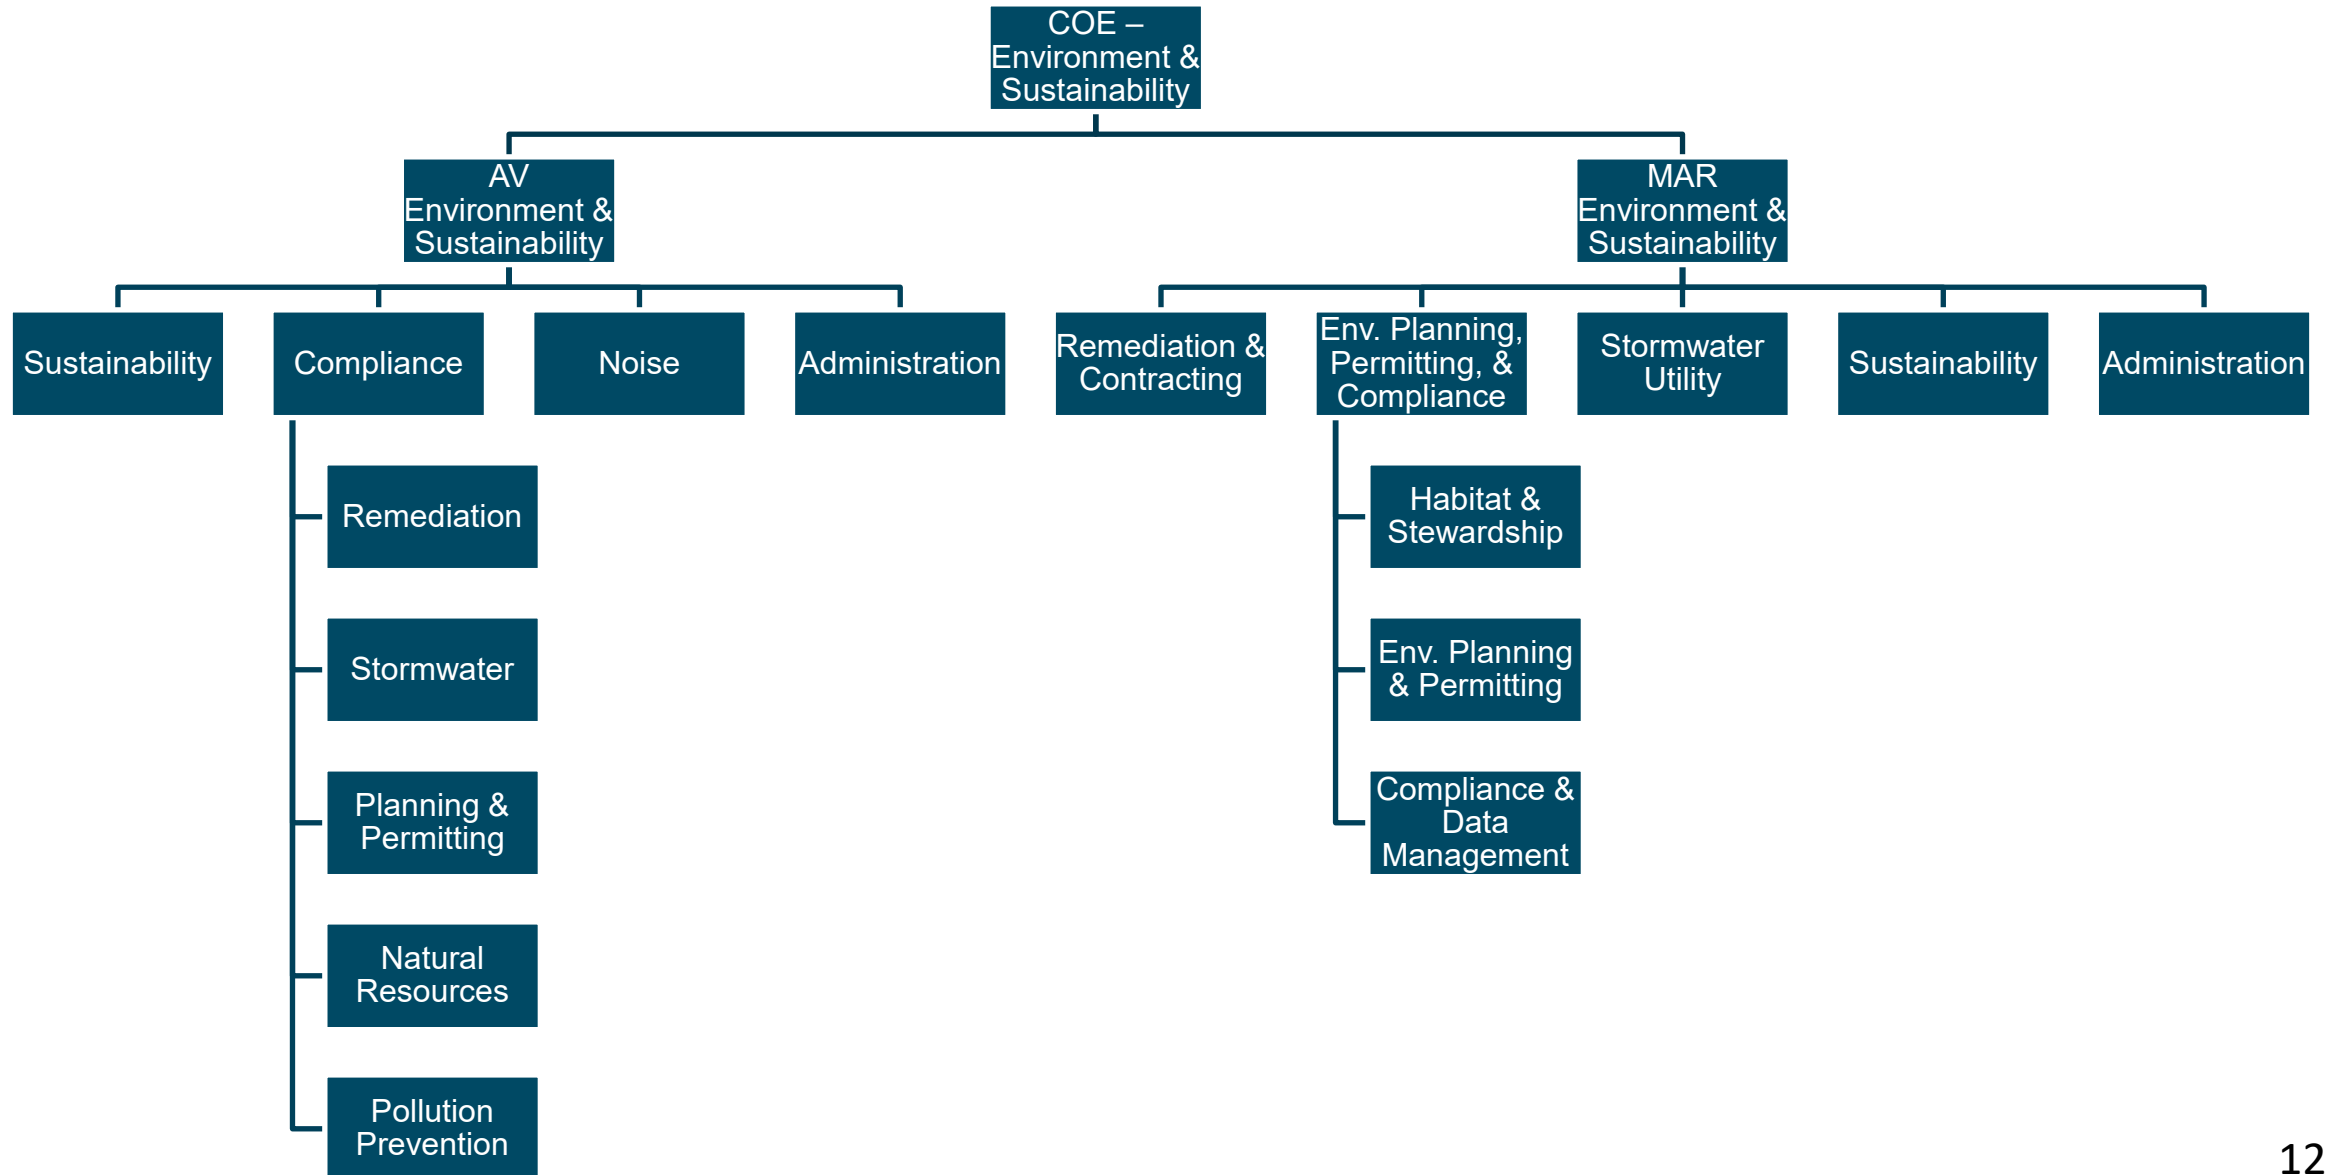 COE –
Environment &
Sustainability
AV
Environment &
Sustainability
MAR
Environment &
Sustainability
Sustainability
Compliance
Noise
Administration
Remediation &
Contracting
Env. Planning,
Permitting, &
Compliance
Stormwater
Utility
Sustainability
Administration
Remediation
Stormwater
Planning &
Permitting
Natural
Resources
Pollution
Prevention
Habitat &
Stewardship
Env. Planning
& Permitting
Compliance &
Data
Management
12